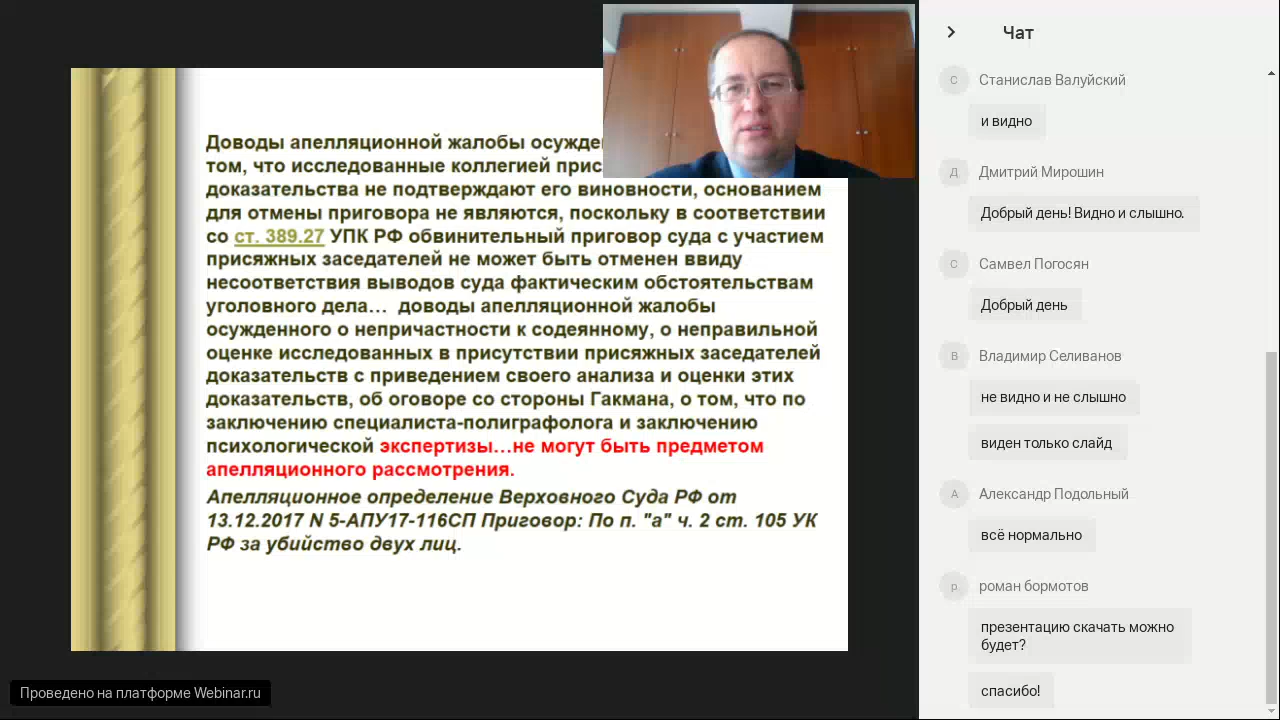 Доводы апелляционной жалобы
том, что исследованные коллегией
доказательства не подтверждают его виновности, основанием
для отмены приговора не являются, поскольку в соответствии
со ст. 389.27 УПК РФ обвинительный приговор суда с участием
присяжных заседателей не может быть отменен ввиду
несоответствия выводов суда фактическим обстоятельствам
уголовного дела… доводы апелляционной жалобы
осужденного о непричастности к содеянному, о неправильной
оценке исследованных в присутствии присяжных заседателей
доказательств с приведением своего анализа и оценки этих
доказательств, об оговоре со стороны Гакмана, о том, что по
заключению специалиста-полиграфолога и заключению
психологической экспертизы…не могут быть предметом
апелляционного рассмотрения.
Апелляционное определение Верховного Суда РФ от
13.12.2017 N 5-АПУ17-116СП Приговор: По п. "а" ч. 2 ст. 105 УК
РФ за убийство двух лиц.
Проведено на платформе Webinar.ru
Чат
С Станислав Валуйский
и видно
Д Дмитрий Мирошин
Добрый день! Видно и слышно.
С Самвел Погосян
Добрый день
В Владимир Селиванов
не видно и не слышно
виден только слайд
А Александр Подольный
всё нормально
р роман бормотов
презентацию скачать можно
будет?
спасибо!